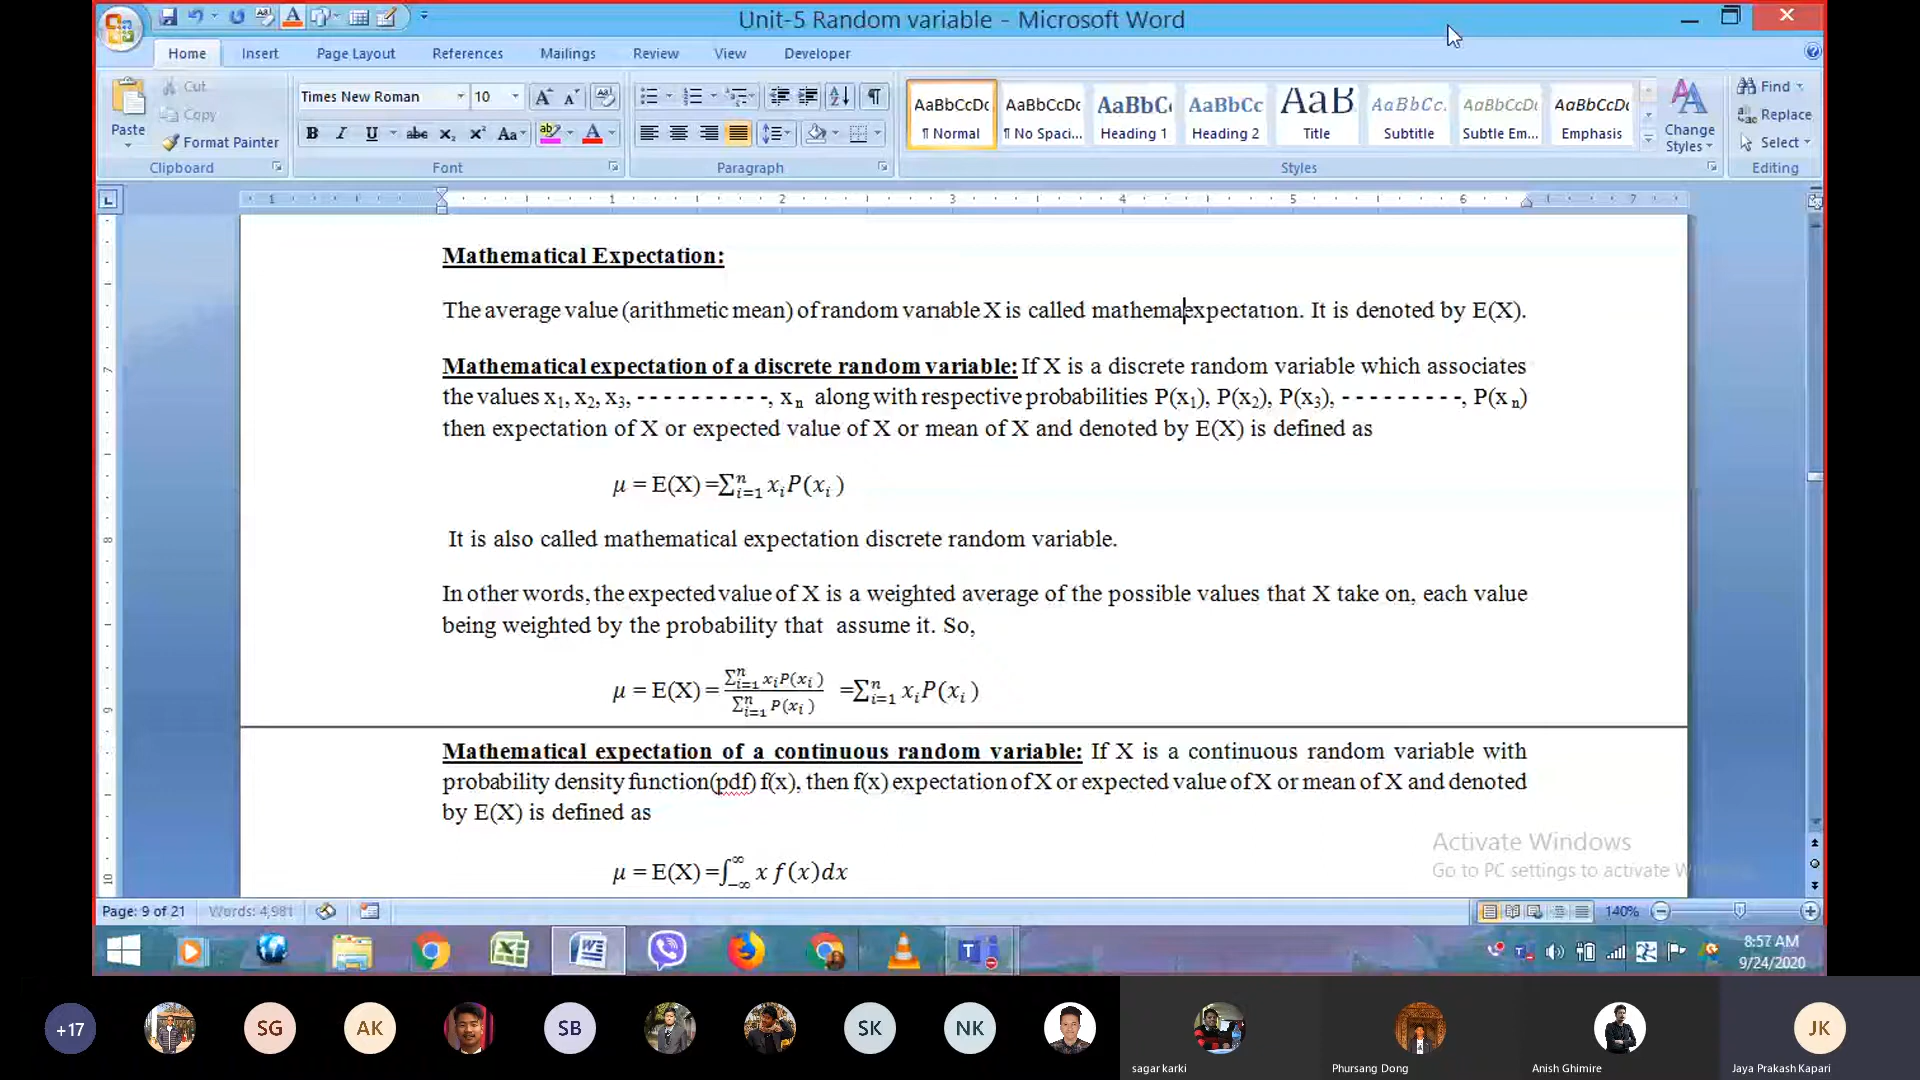 Unit-5 Random variable - Microsoft Word
Home Insert Page Layout References Mailings Review View Developer
Paste Cut Copy Format Painter Clipboard
Times New Roman 10 Font
Paragraph
AaBbCcDc AaBbCcDc AaBbC AaBbCc AaB AaBbCc. AaBbCcDc AaBbCcDc
¶ Normal ¶ No Spaci... Heading 1 Heading 2 Title Subtitle Subtle Em... Emphasis
Change Styles Styles
Find Replace Select Editing
1 1 2 3 4 5 6 7
Mathematical Expectation:
The average value (arithmetic mean) of random variable X is called mathemaexpectation. It is denoted by E(X).
Mathematical expectation of a discrete random variable: If X is a discrete random variable which associates
the values x₁, x₂, x₃, - - - - - - - - - - -, xₙ along with respective probabilities P(x₁), P(x₂), P(x₃), - - - - - - - - -, P(xₙ)
then expectation of X or expected value of X or mean of X and denoted by E(X) is defined as
μ = E(X) =∑ⁿᵢ₌₁ xᵢP(xᵢ)
It is also called mathematical expectation discrete random variable.
In other words, the expected value of X is a weighted average of the possible values that X take on, each value
being weighted by the probability that assume it. So,
μ = E(X) = ∑ⁿᵢ₌₁ xᵢP(xᵢ) / ∑ⁿᵢ₌₁ P(xᵢ) =∑ⁿᵢ₌₁ xᵢP(xᵢ)
Mathematical expectation of a continuous random variable: If X is a continuous random variable with
probability density function(pdf) f(x), then f(x) expectation of X or expected value of X or mean of X and denoted
by E(X) is defined as
μ = E(X) =∫_{-∞}^{∞} x f(x)dx
Activate Windows
Go to PC settings to activate W
7
8
9
10
Page: 9 of 21 Words: 4,981 140%
8:57 AM
9/24/2020
+17 SG AK SB SK NK JK
sagar karki Phursang Dong Anish Ghimire Jaya Prakash Kapari